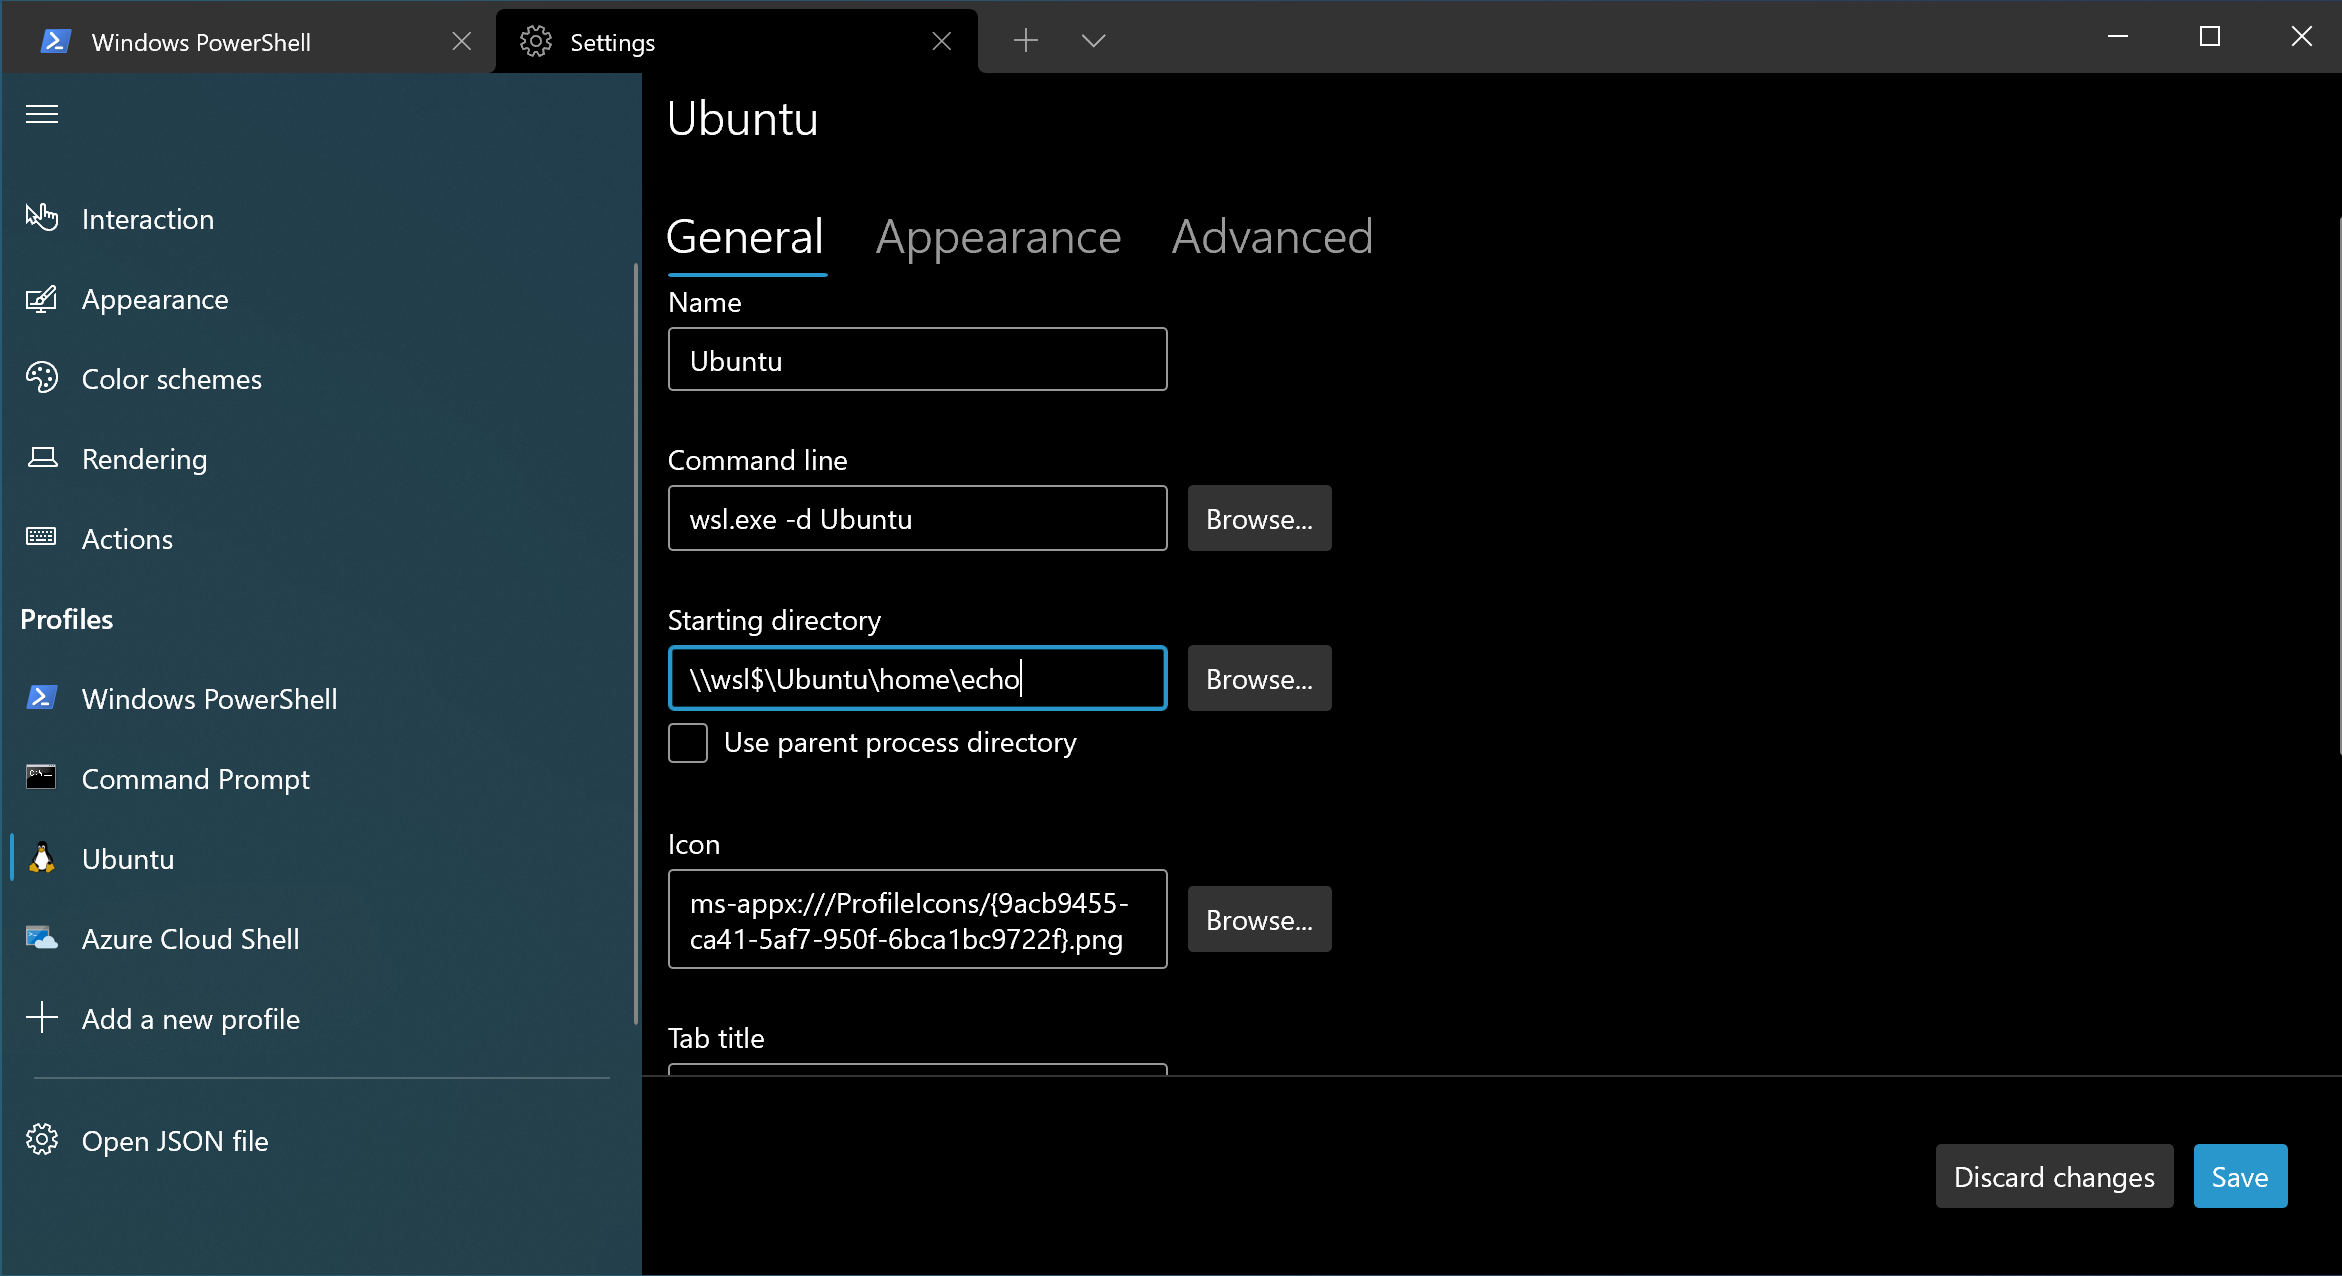 Windows PowerShell
Settings
Interaction
Appearance
Color schemes
Rendering
Actions
Profiles
Windows PowerShell
Command Prompt
Ubuntu
Azure Cloud Shell
Add a new profile
Open JSON file
Ubuntu
General Appearance Advanced
Name
Ubuntu
Command line
wsl.exe -d Ubuntu
Browse...
Starting directory
\\wsl$\Ubuntu\home\echo
Browse...
Use parent process directory
Icon
ms-appx:///ProfileIcons/{9acb9455-
ca41-5af7-950f-6bca1bc9722f}.png
Browse...
Tab title
Discard changes
Save